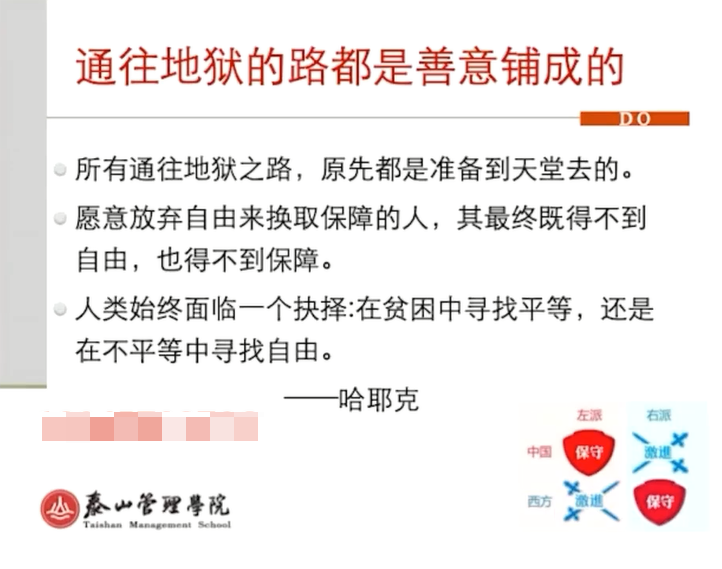 通往地狱的路都是善意铺成的
DO
所有通往地狱之路，原先都是准备到天堂去的。
愿意放弃自由来换取保障的人，其最终既得不到
自由，也得不到保障。
人类始终面临一个抉择:在贫困中寻找平等，还是
在不平等中寻找自由。
——哈耶克
左派 右派
中国 保守 激進
西方 激進 保守
泰山管理學院
Taishan Management School